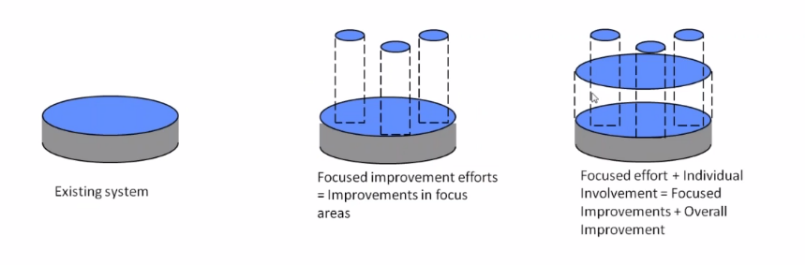 Existing system
Focused improvement efforts
= Improvements in focus
areas
Focused effort + Individual
Involvement = Focused
Improvements + Overall
Improvement